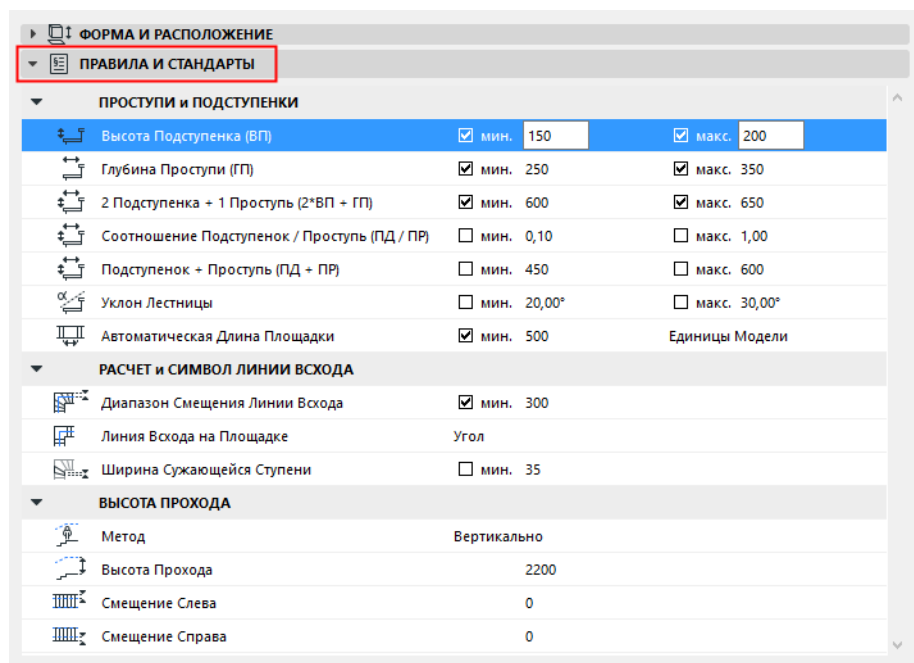 ФОРМА И РАСПОЛОЖЕНИЕ
ПРАВИЛА И СТАНДАРТЫ
ПРОСТУПИ и ПОДСТУПЕНКИ
Высота Подступенка (ВП) мин. 150 макс. 200
Глубина Проступи (ГП) мин. 250 макс. 350
2 Подступенка + 1 Проступь (2*ВП + ГП) мин. 600 макс. 650
Соотношение Подступенок / Проступь (ПД / ПР) мин. 0,10 макс. 1,00
Подступенок + Проступь (ПД + ПР) мин. 450 макс. 600
Уклон Лестницы мин. 20,00° макс. 30,00°
Автоматическая Длина Площадки мин. 500 Единицы Модели
РАСЧЕТ и СИМВОЛ ЛИНИИ ВСХОДА
Диапазон Смещения Линии Всхода мин. 300
Линия Всхода на Площадке Угол
Ширина Сужающейся Ступени мин. 35
ВЫСОТА ПРОХОДА
Метод Вертикально
Высота Прохода 2200
Смещение Слева 0
Смещение Справа 0